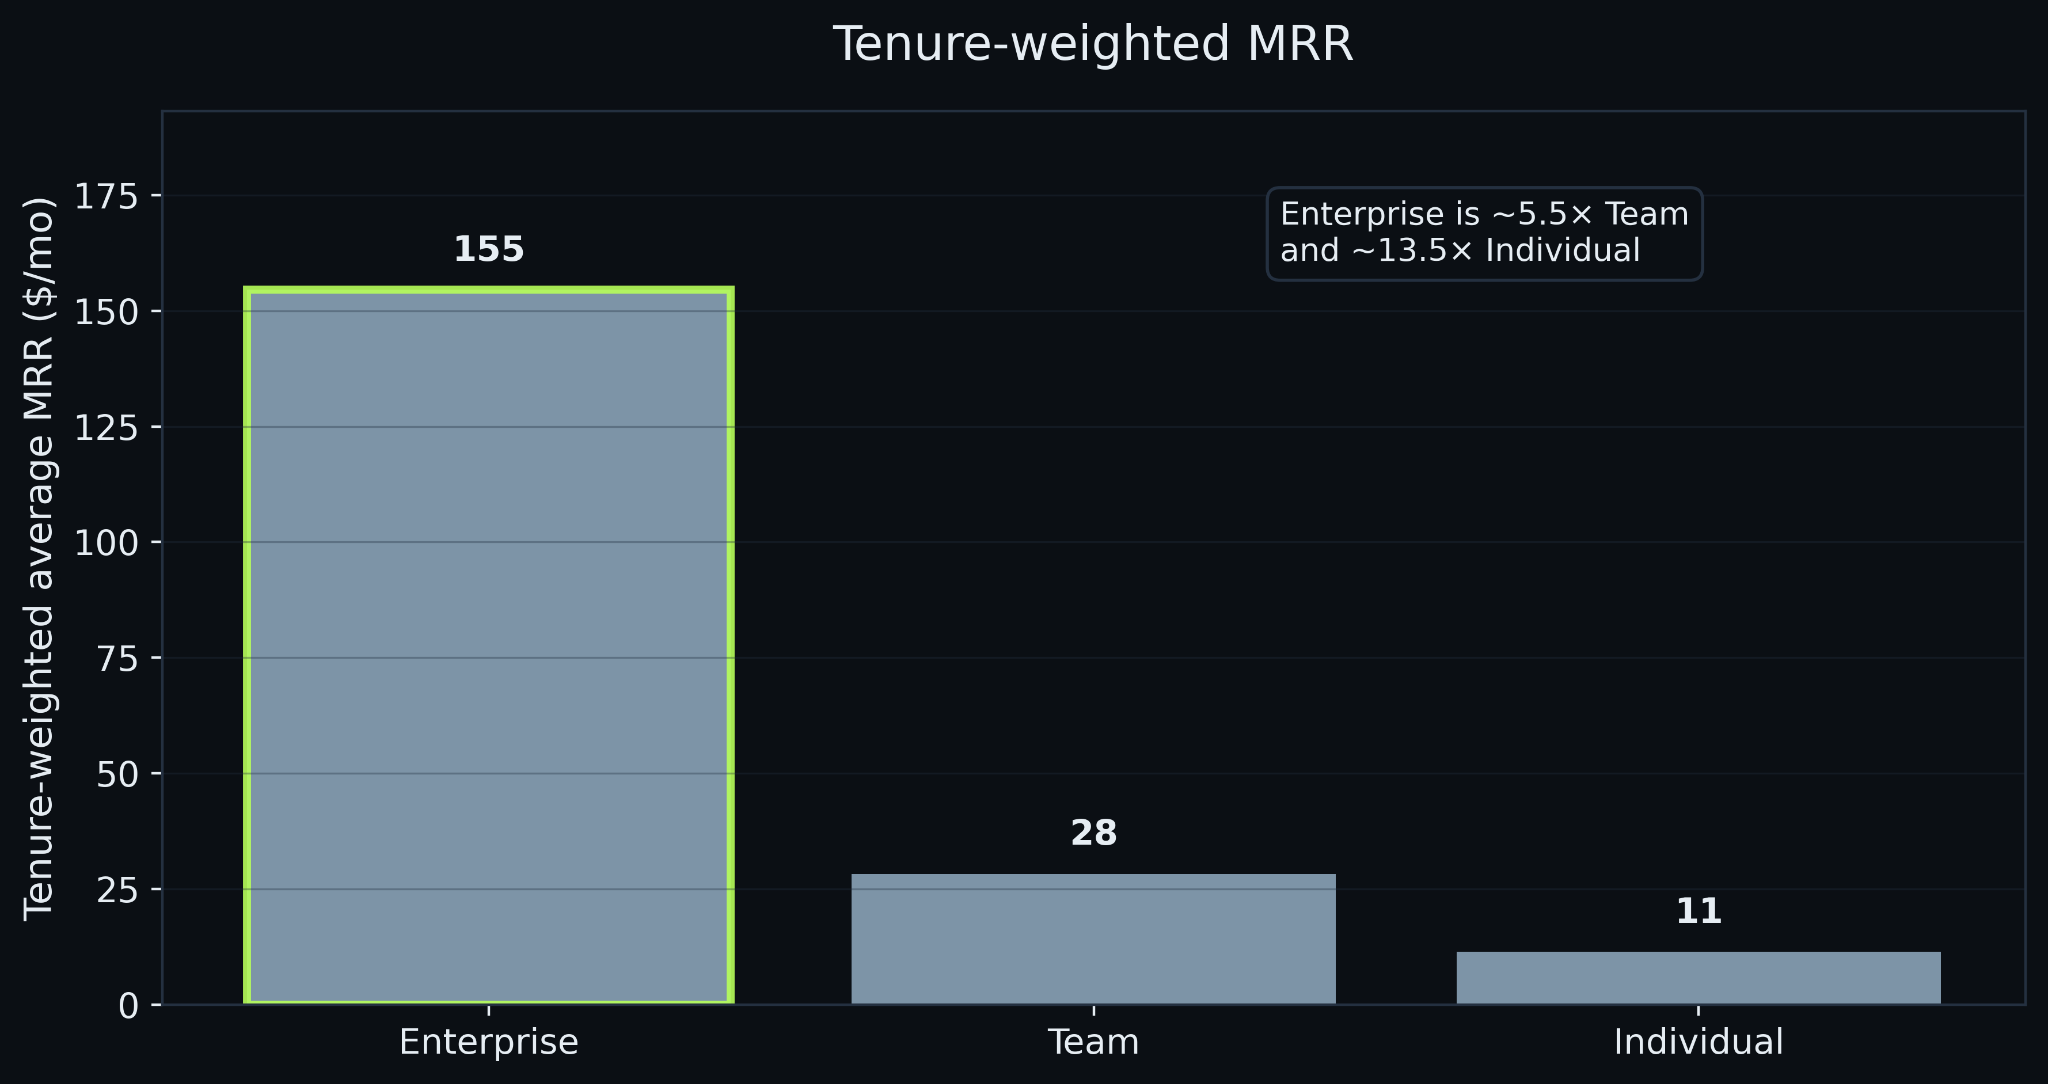 Tenure-weighted MRR
Tenure-weighted average MRR ($/mo)
175
150
125
100
75
50
25
0
155
28
11
Enterprise is ~5.5× Team
and ~13.5× Individual
Enterprise
Team
Individual